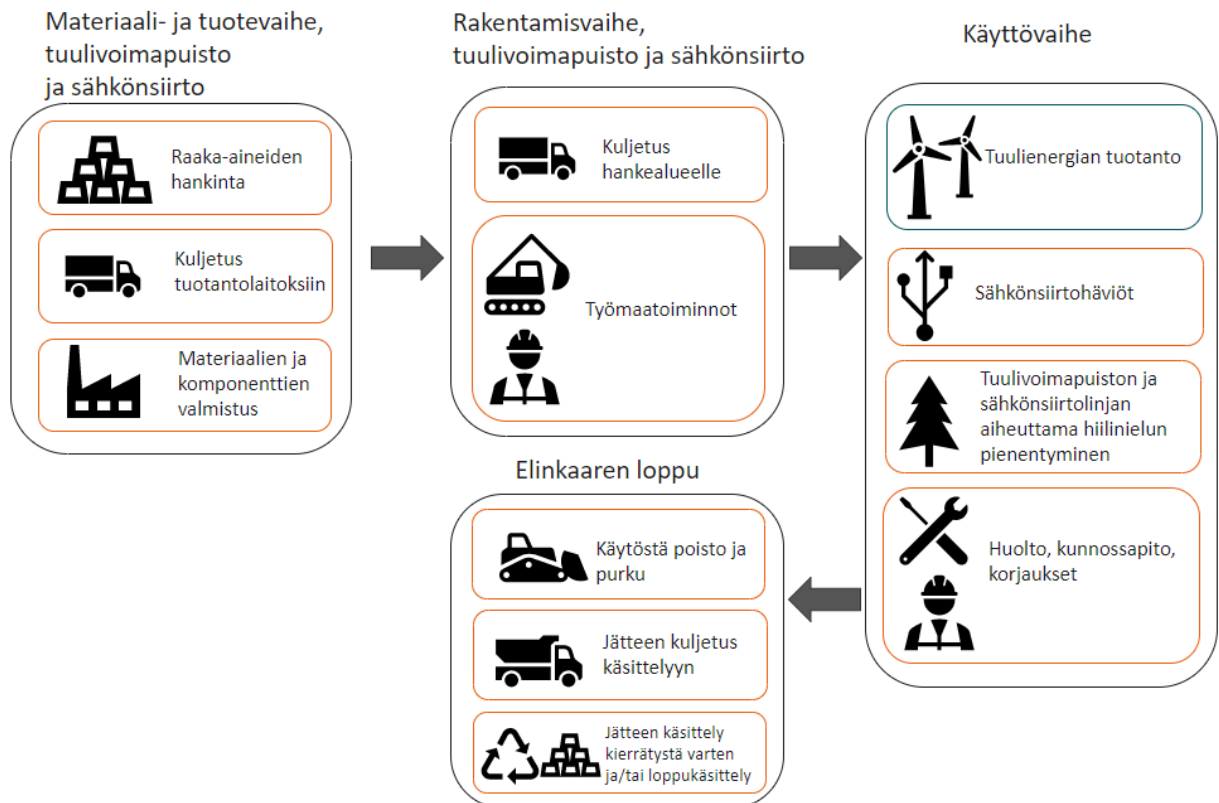 Materiaali- ja tuotevaihe,
tuulivoimapuisto
ja sähkönsiirto
Raaka-aineiden
hankinta
Kuljetus
tuotantolaitoksiin
Materiaalien ja
komponenttien
valmistus
Rakentamisvaihe,
tuulivoimapuisto ja sähkönsiirto
Kuljetus
hankealueelle
Työmaatoiminnot
Käyttövaihe
Tuulienergian tuotanto
Sähkönsiirtohäviöt
Tuulivoimapuiston ja
sähkönsiirtolinjan
aiheuttama hiilinielun
pienentyminen
Huolto, kunnossapito,
korjaukset
Elinkaaren loppu
Käytöstä poisto ja
purku
Jätteen kuljetus
käsittelyyn
Jätteen käsittely
kierrätystä varten
ja/tai loppukäsittely